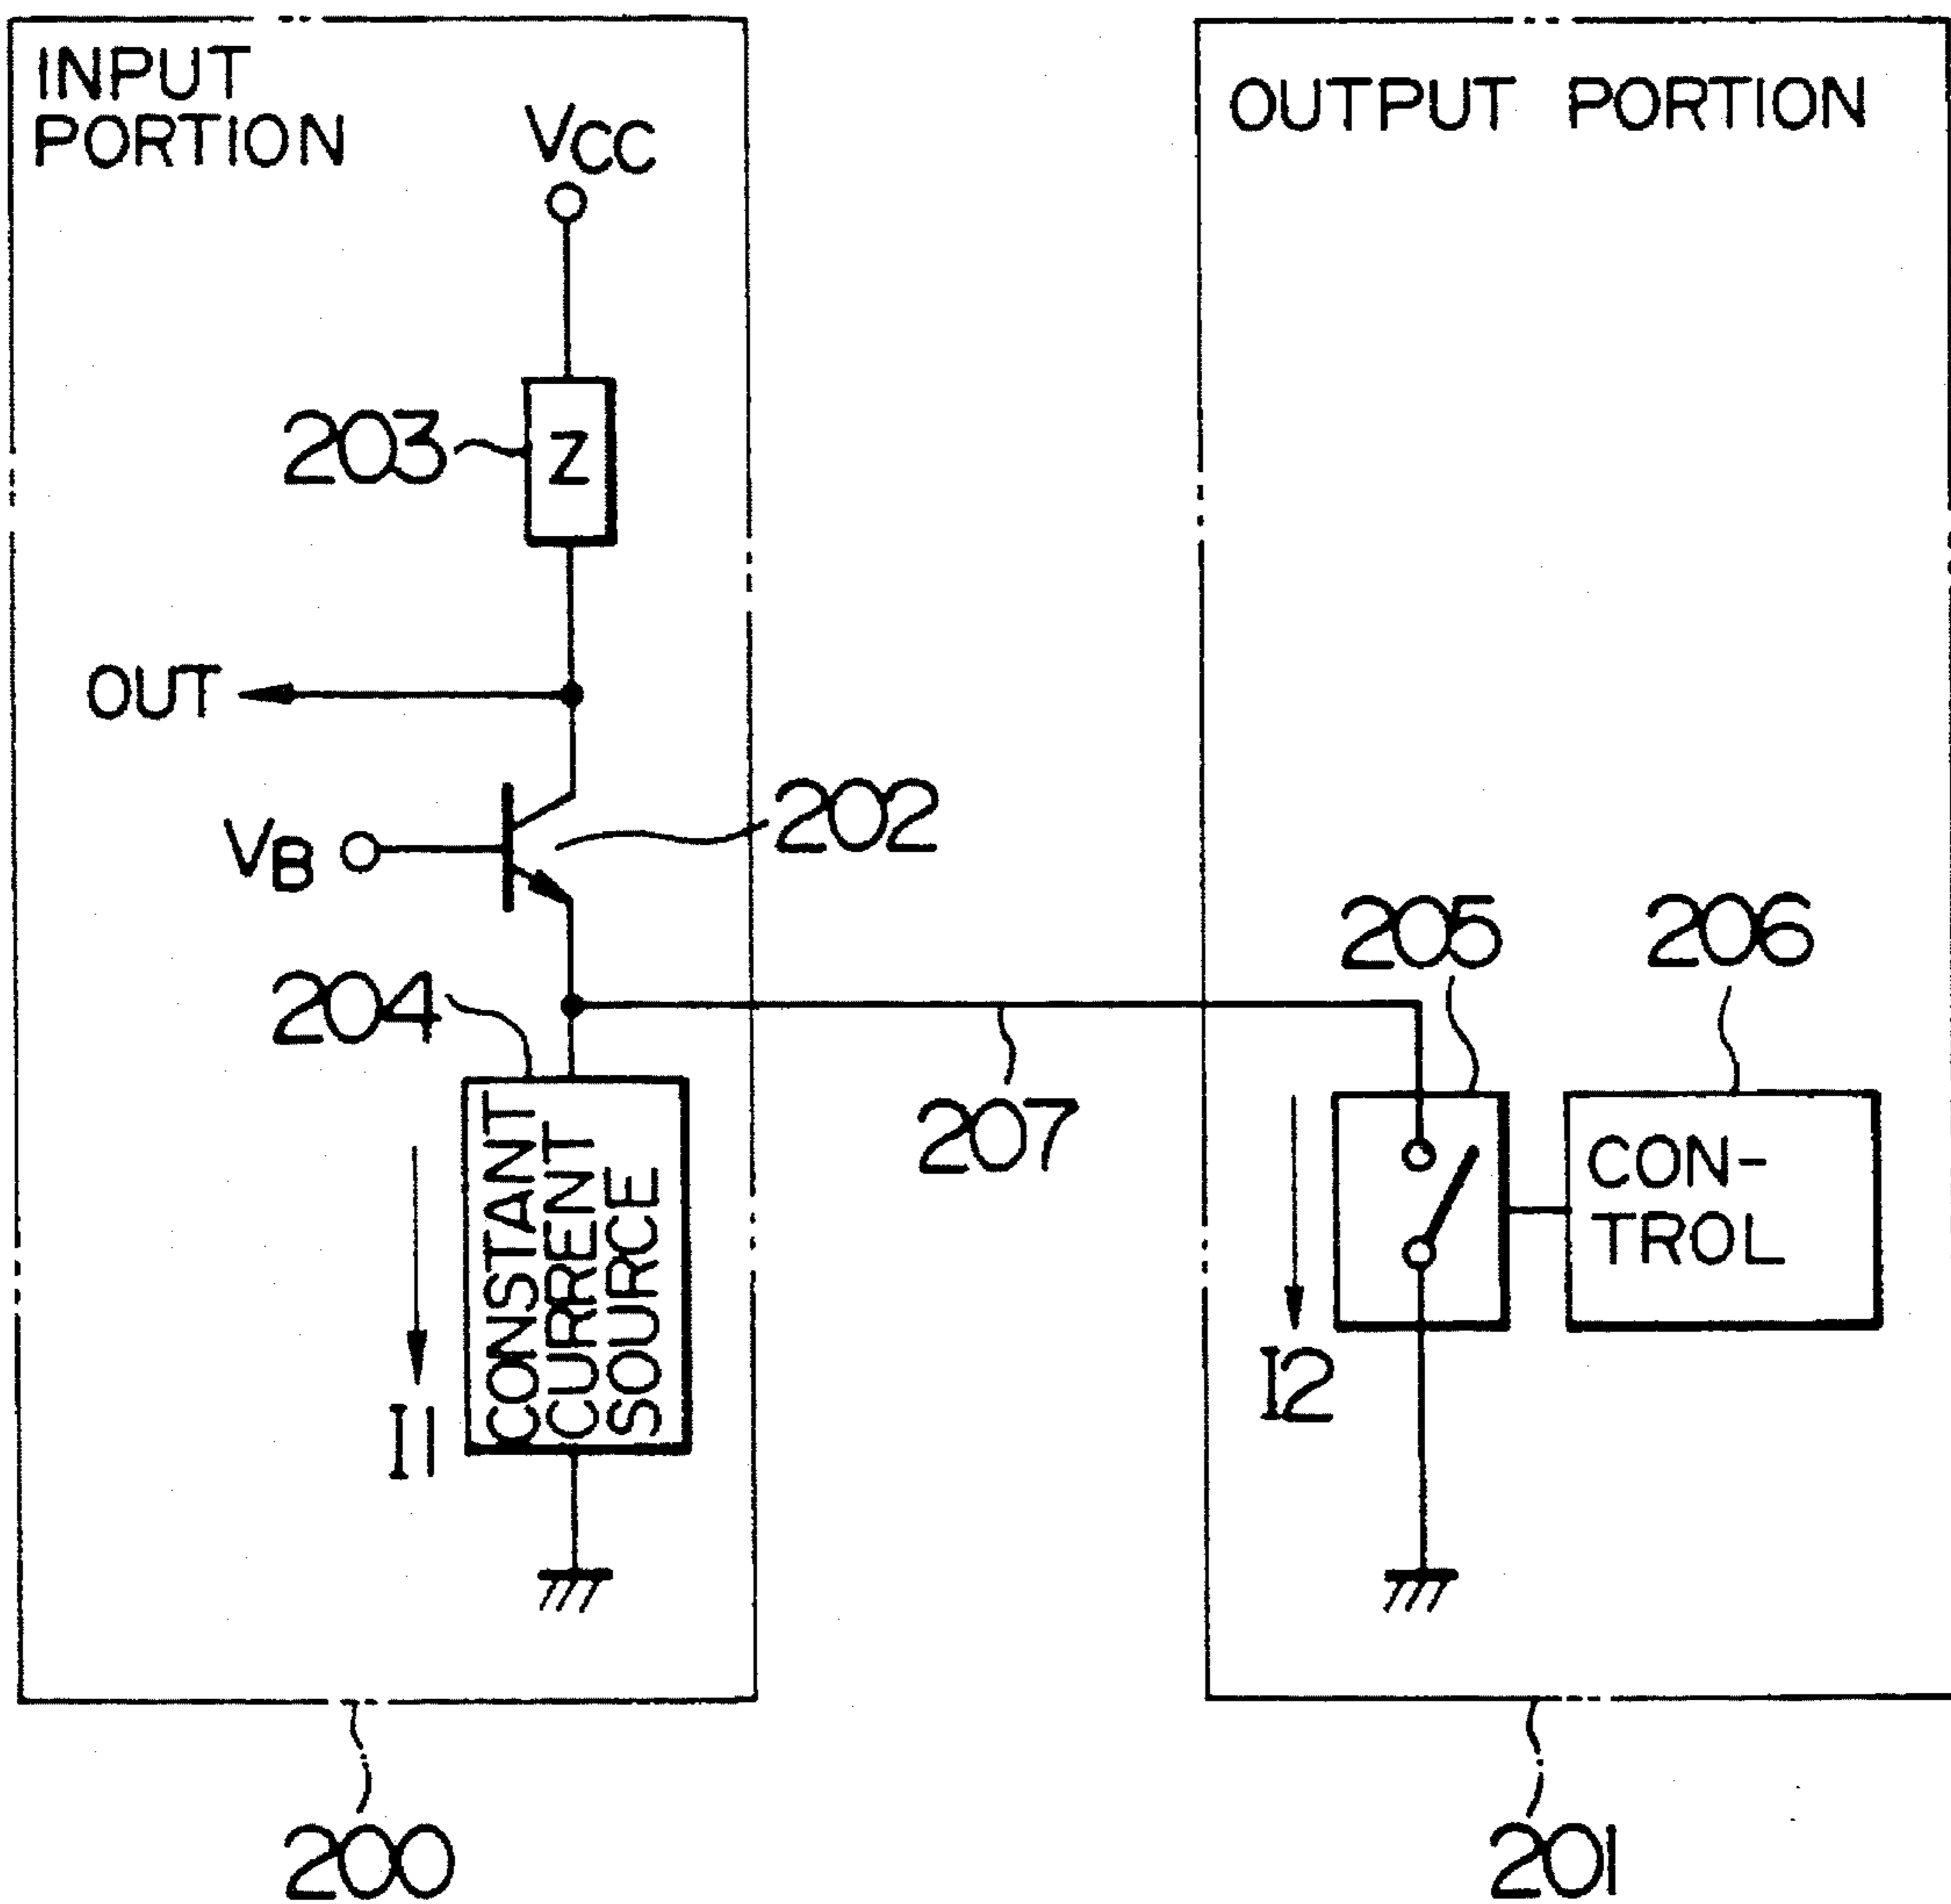 INPUT
PORTION
VCC
203
Z
OUT
VB
202
204
CONSTANT
CURRENT
SOURCE
I1
207
OUTPUT PORTION
205
206
CON-
TROL
I2
200
201